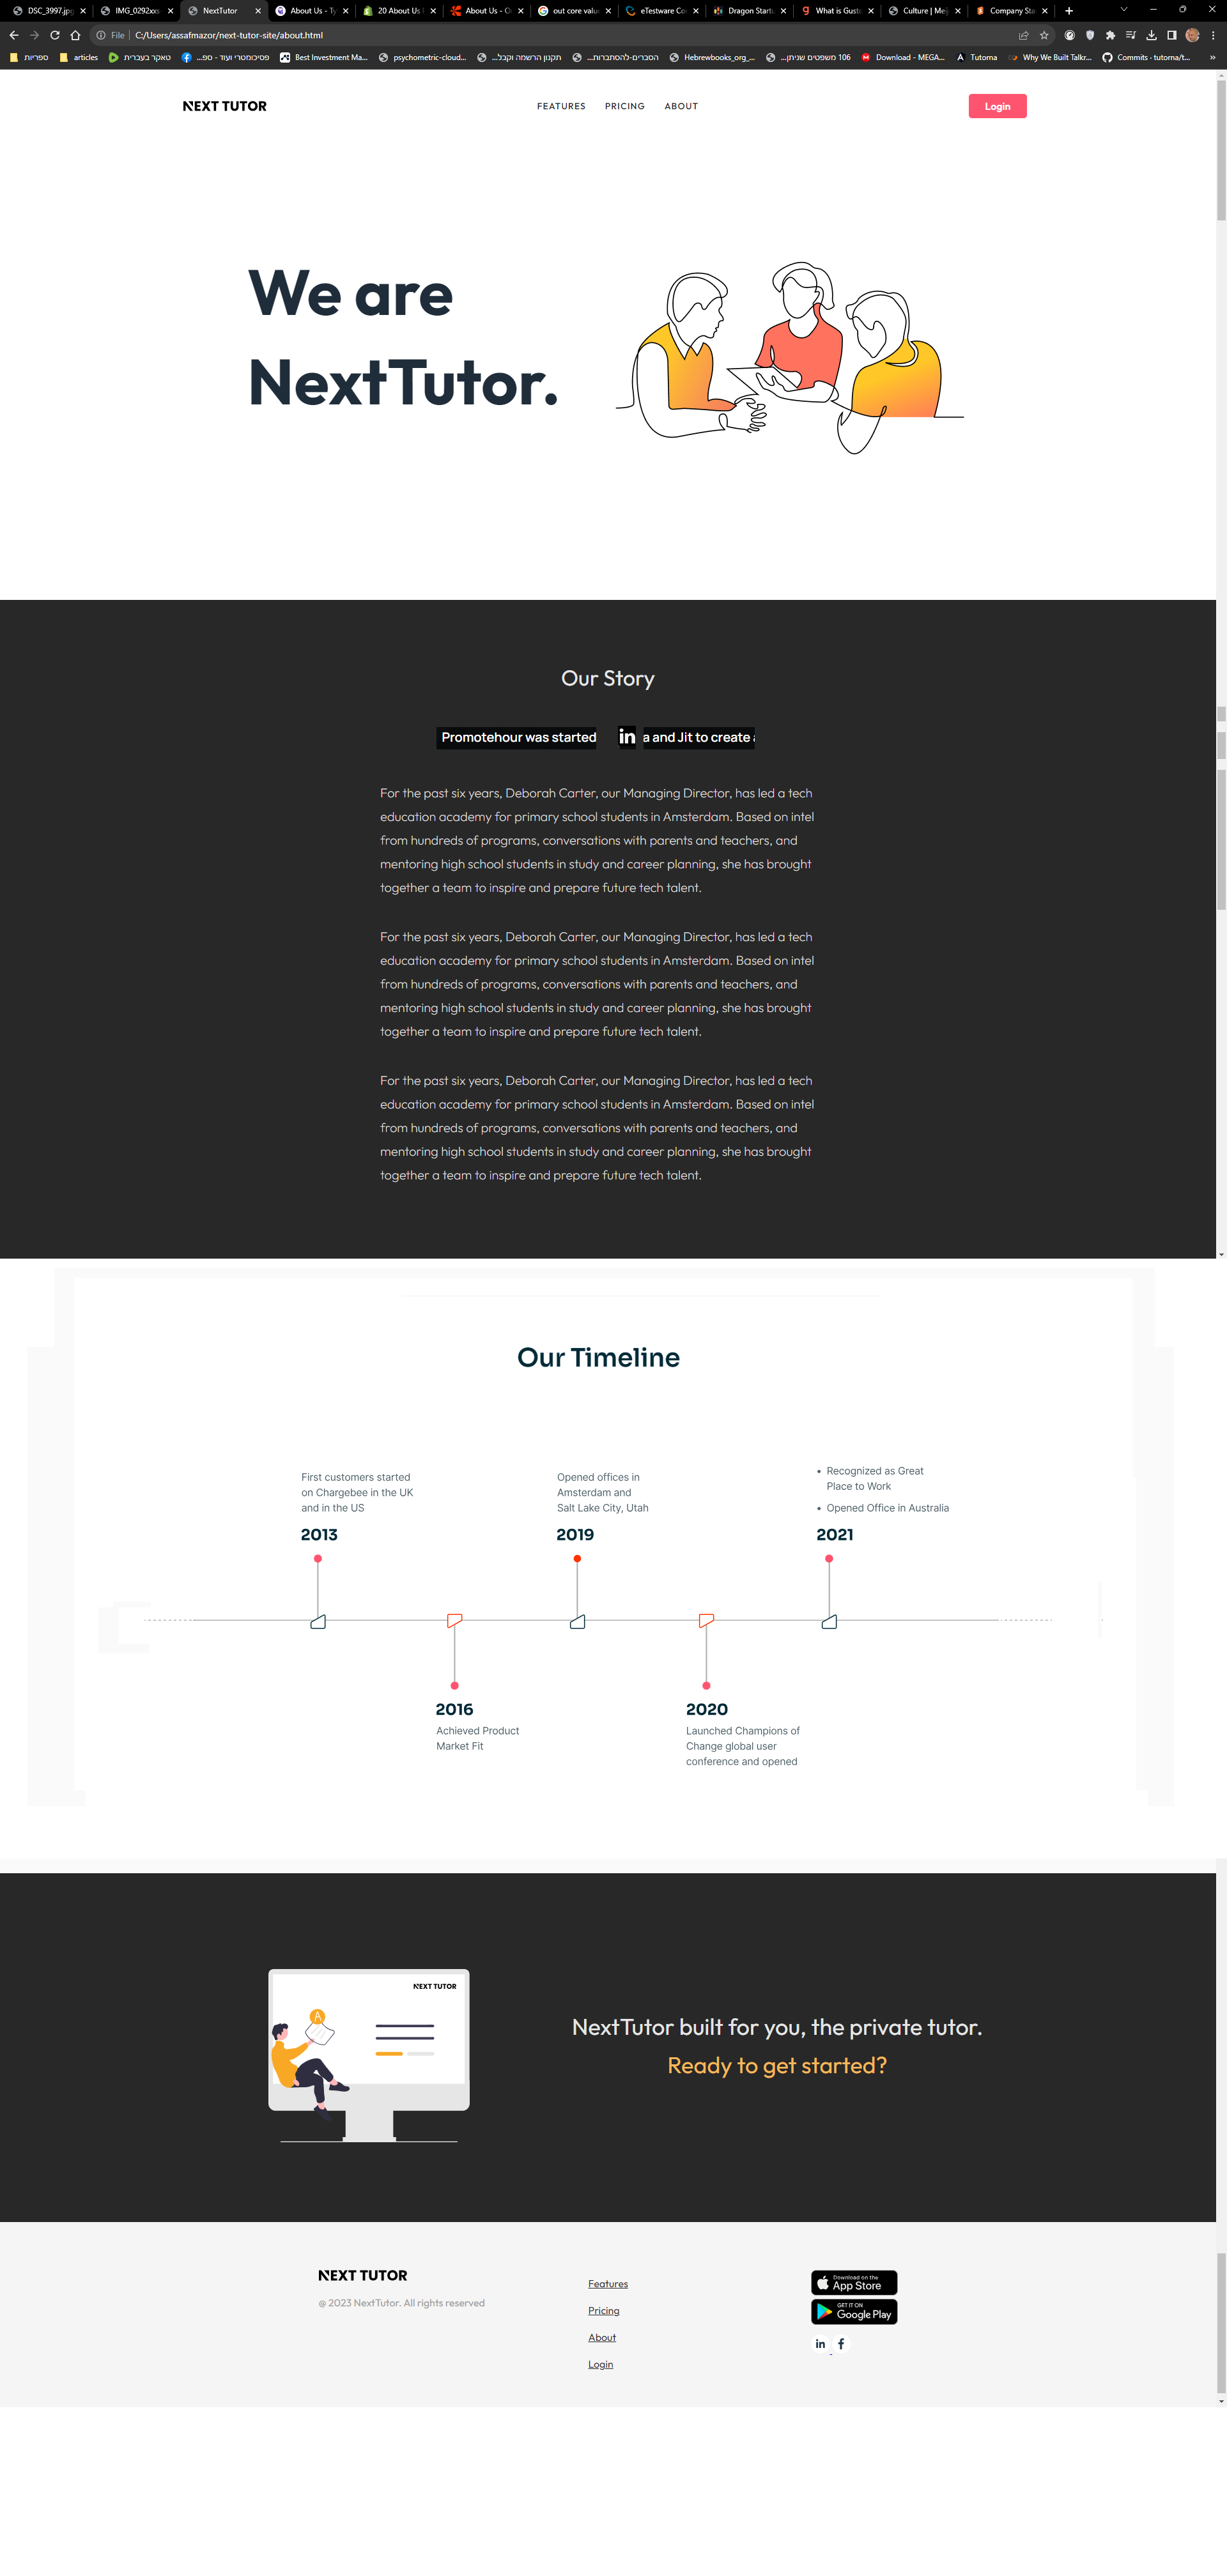 DSC_3997.jpg
IMG_0292xxs
NextTutor
About Us - Ty
20 About Us
About Us - O
out core valu
eTestware Co
Dragon Startu
What is Gust
Culture | Me
Company Sta
File | C:/Users/assafmazor/next-tutor-site/about.html
ספריות
articles
טאקר בעברית
פסיכומטרי ועוד - ספ...
Best Investment Ma...
psychometric-cloud...
תקנון הרשמה וקבל...
הסברים-להסתברות...
Hebrewbooks_org_...
106 משפטים שניתן...
Download - MEGA...
Tutorna
Why We Built Talkr...
Commits · tutorna/t...
»
NEXT TUTOR
FEATURES PRICING ABOUT
Login
We are
NextTutor.
Our Story
Promotehour was started in a and Jit to create
For the past six years, Deborah Carter, our Managing Director, has led a tech
education academy for primary school students in Amsterdam. Based on intel
from hundreds of programs, conversations with parents and teachers, and
mentoring high school students in study and career planning, she has brought
together a team to inspire and prepare future tech talent.
For the past six years, Deborah Carter, our Managing Director, has led a tech
education academy for primary school students in Amsterdam. Based on intel
from hundreds of programs, conversations with parents and teachers, and
mentoring high school students in study and career planning, she has brought
together a team to inspire and prepare future tech talent.
For the past six years, Deborah Carter, our Managing Director, has led a tech
education academy for primary school students in Amsterdam. Based on intel
from hundreds of programs, conversations with parents and teachers, and
mentoring high school students in study and career planning, she has brought
together a team to inspire and prepare future tech talent.
Our Timeline
First customers started
on Chargebee in the UK
and in the US
2013
Opened offices in
Amsterdam and
Salt Lake City, Utah
2019
• Recognized as Great
Place to Work
• Opened Office in Australia
2021
2016
Achieved Product
Market Fit
2020
Launched Champions of
Change global user
conference and opened
NEXT TUTOR
A
NextTutor built for you, the private tutor.
Ready to get started?
NEXT TUTOR
@ 2023 NextTutor. All rights reserved
Features
Pricing
About
Login
Download on the
App Store
GET IT ON
Google Play
in f